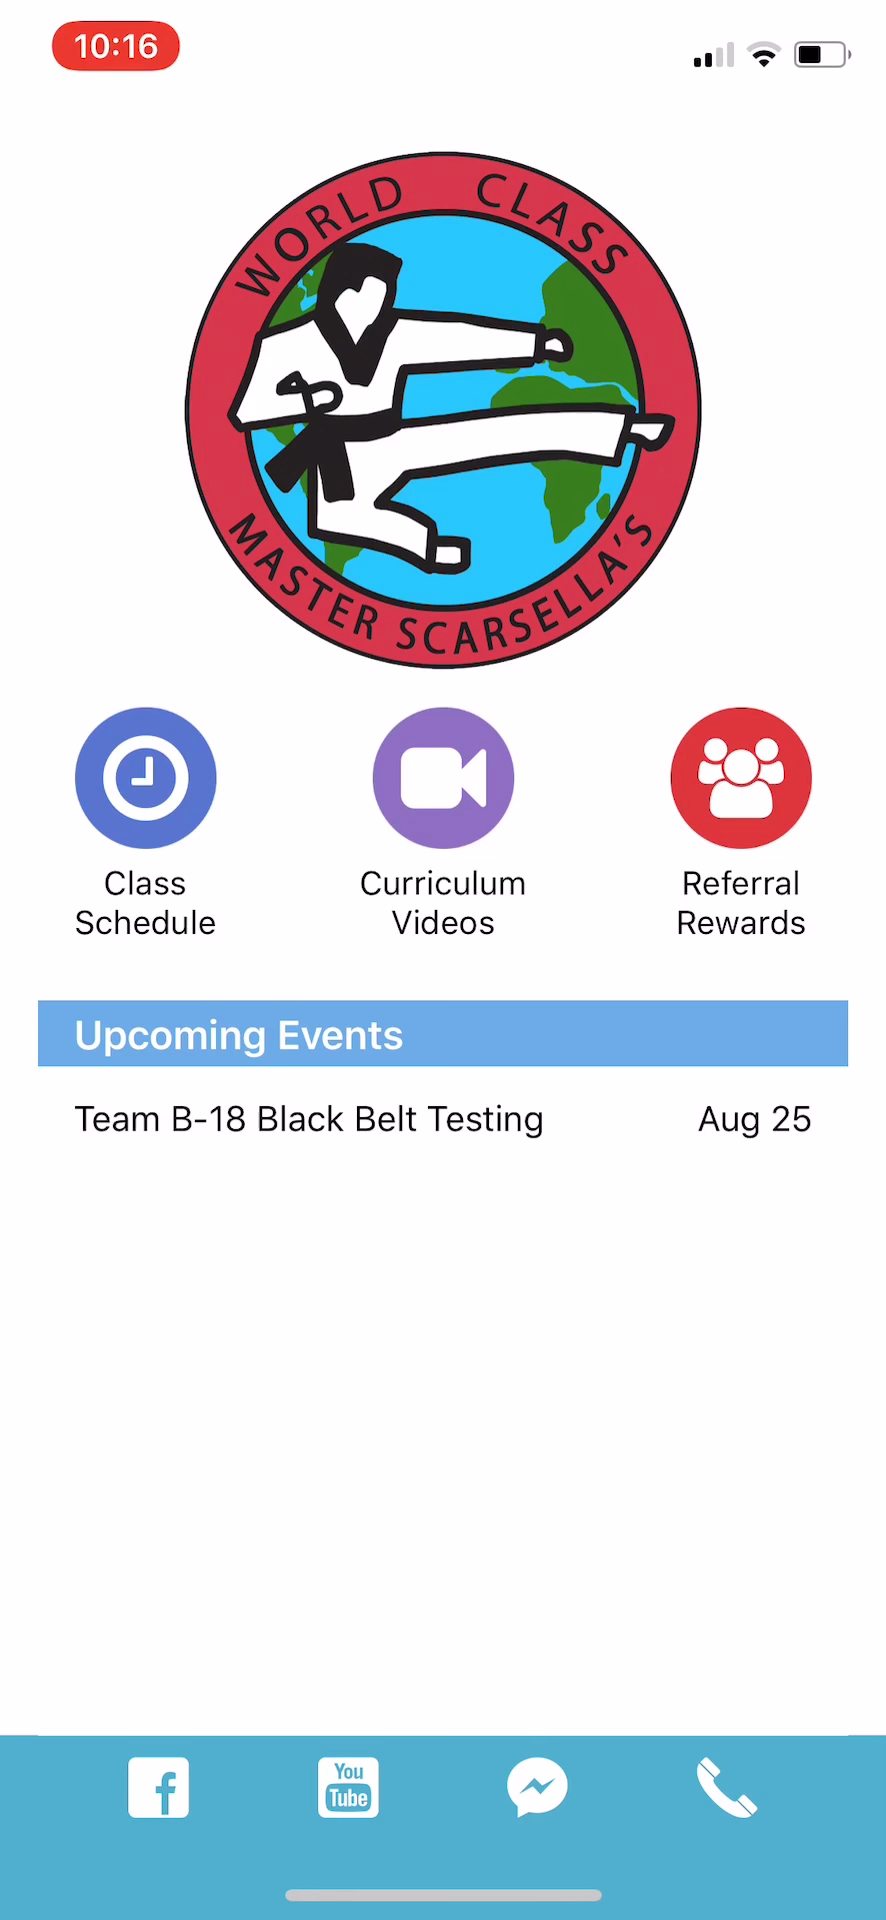 10:16
WORLD CLASS
MASTER SCARSELLA'S
Class
Schedule
Curriculum
Videos
Referral
Rewards
Upcoming Events
Team B-18 Black Belt Testing
Aug 25
You
Tube